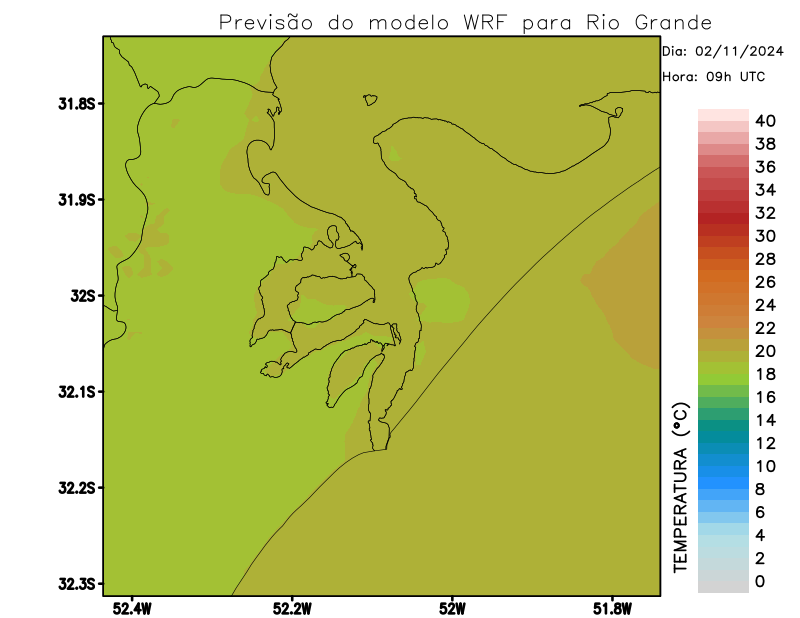 Previsão do modelo WRF para Rio Grande
Dia: 02/11/2024
Hora: 09h UTC
31.8S
31.9S
32S
32.1S
32.2S
32.3S
52.4W
52.2W
52W
51.8W
TEMPERATURA (°C)
40
38
36
34
32
30
28
26
24
22
20
18
16
14
12
10
8
6
4
2
0